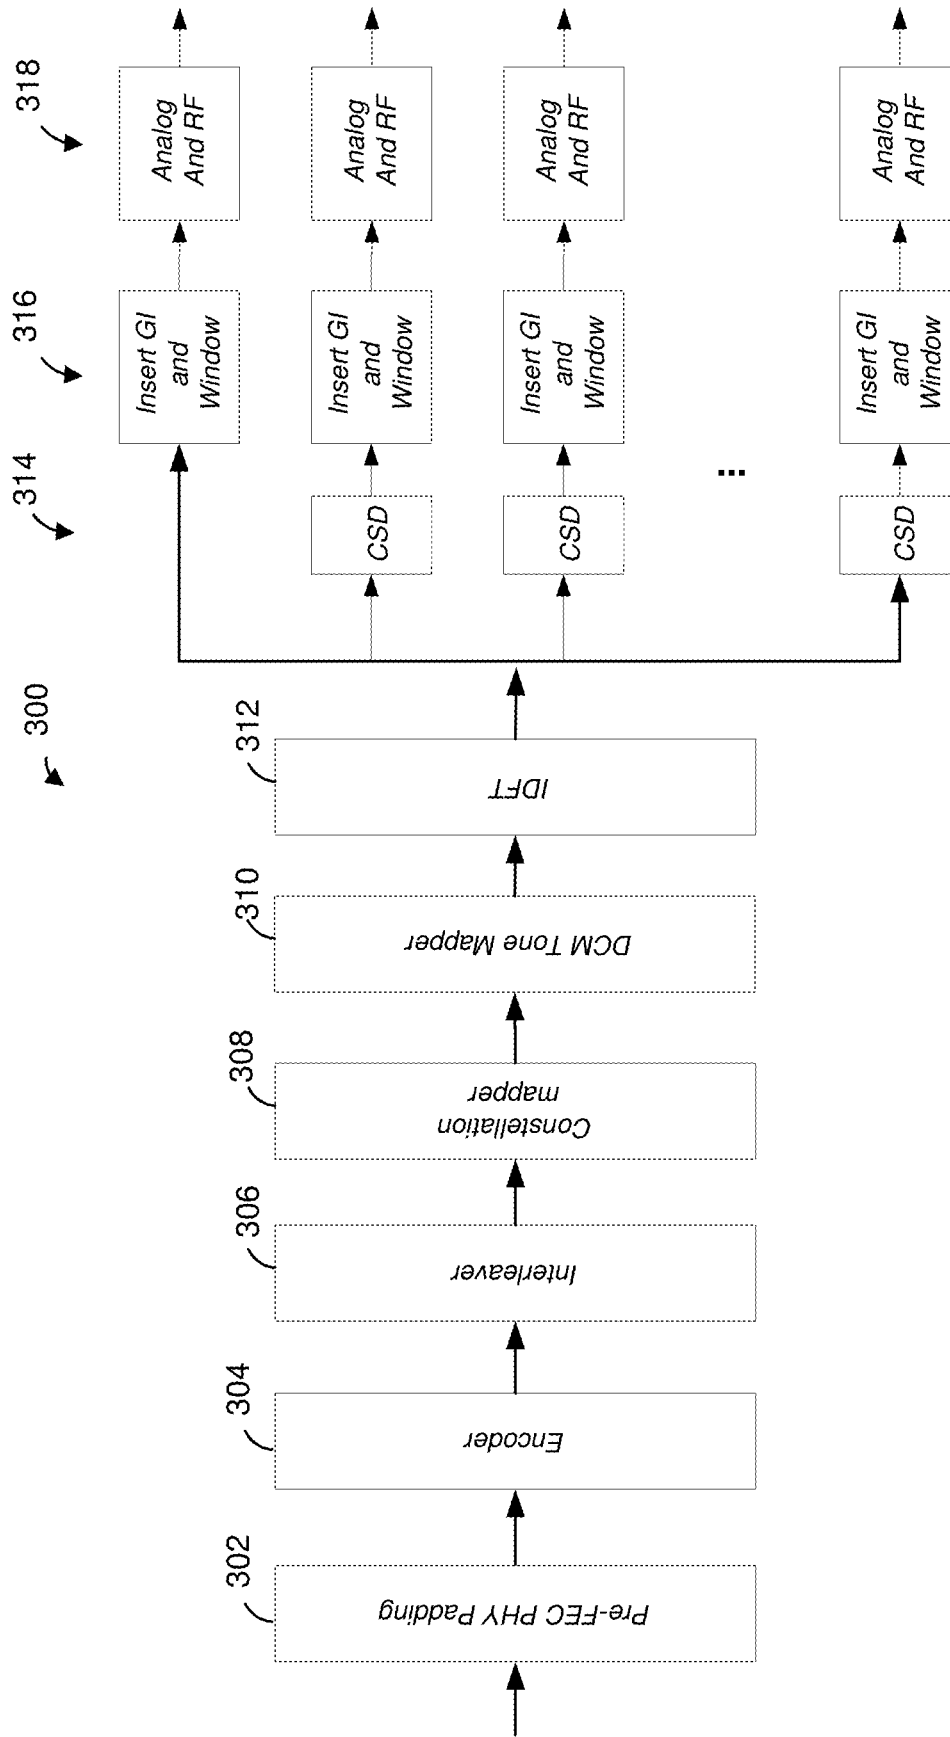 300
302
Pre-FEC PHY Padding
304
Encoder
306
Interleaver
308
Constellation
mapper
310
DCM Tone Mapper
312
IDFT
314
316
318
Insert GI
and
Window
Analog
And RF
CSD
Insert GI
and
Window
Analog
And RF
CSD
Insert GI
and
Window
Analog
And RF
...
CSD
Insert GI
and
Window
Analog
And RF